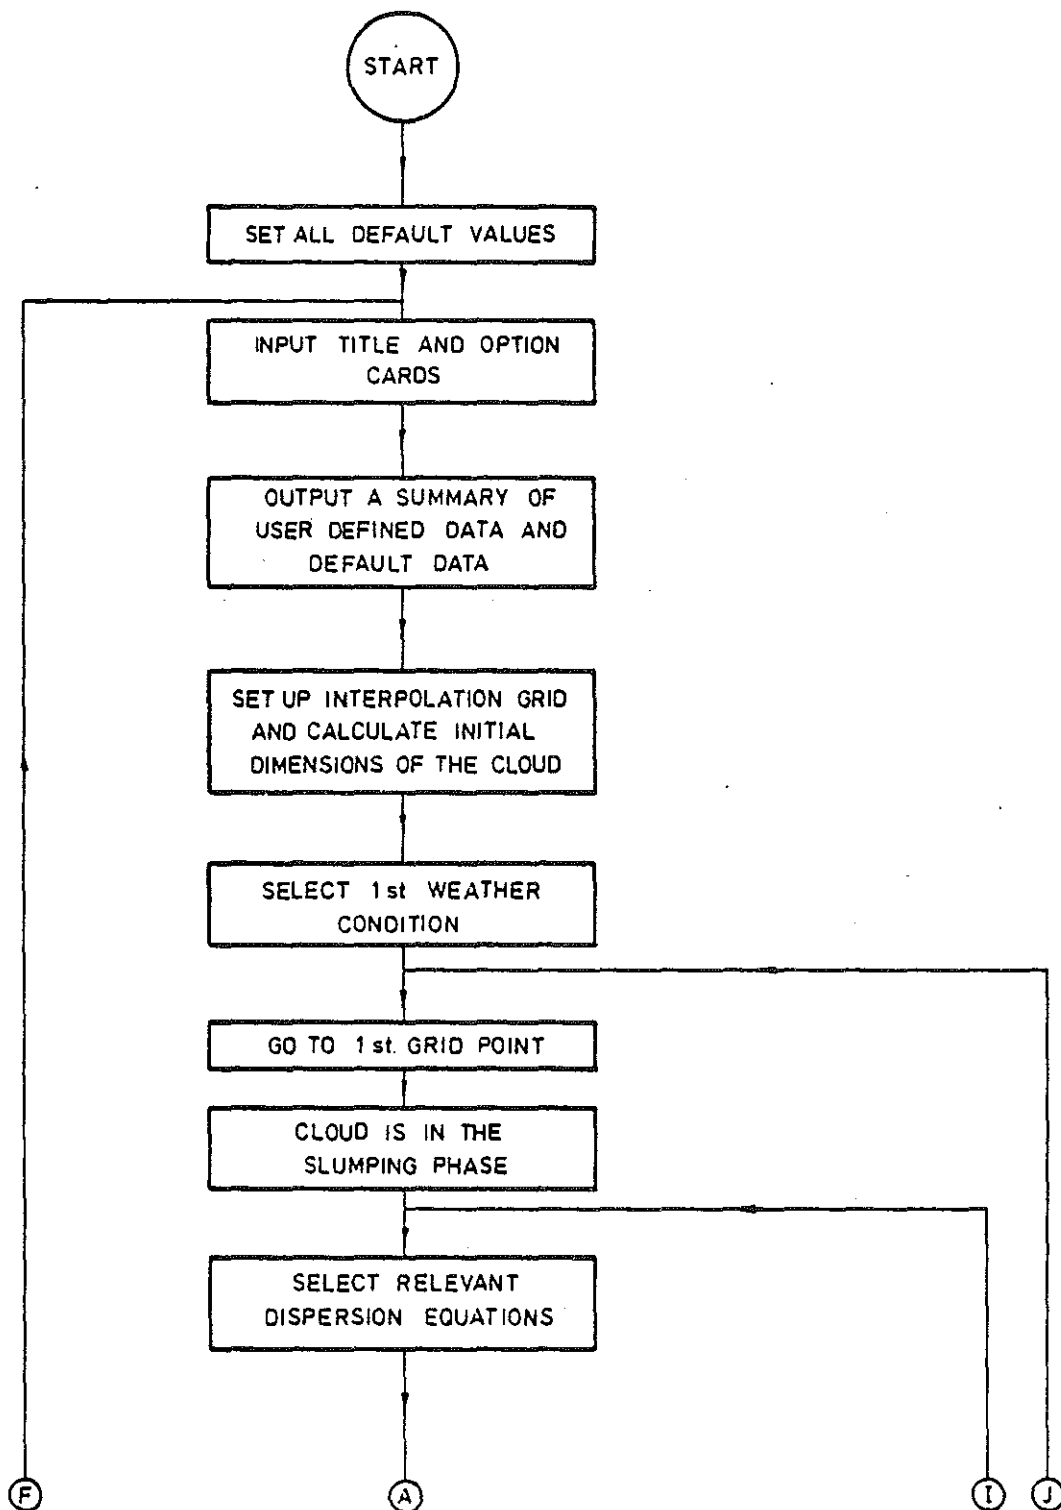 START
SET ALL DEFAULT VALUES
INPUT TITLE AND OPTION
CARDS
OUTPUT A SUMMARY OF
USER DEFINED DATA AND
DEFAULT DATA
SET UP INTERPOLATION GRID
AND CALCULATE INITIAL
DIMENSIONS OF THE CLOUD
SELECT 1st WEATHER
CONDITION
GO TO 1st. GRID POINT
CLOUD IS IN THE
SLUMPING PHASE
SELECT RELEVANT
DISPERSION EQUATIONS
F
A
I
J